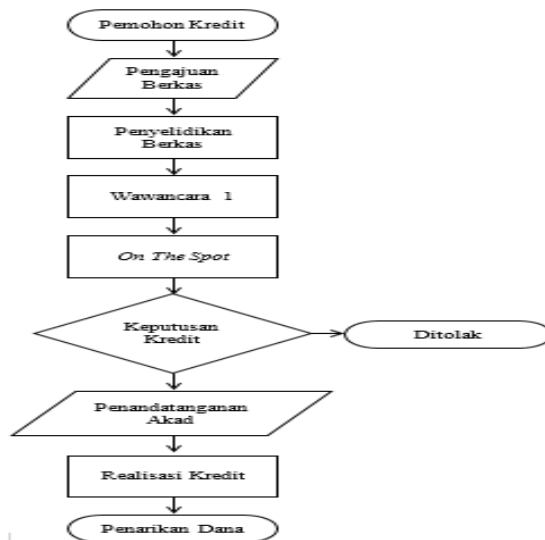 Pemohon Kredit
Pengajuan
Berkas
Penyelidikan
Berkas
Wawancara 1
On The Spot
Keputusan
Kredit
Ditolak
Penandatanganan
Akad
Realisasi Kredit
Penarikan Dana